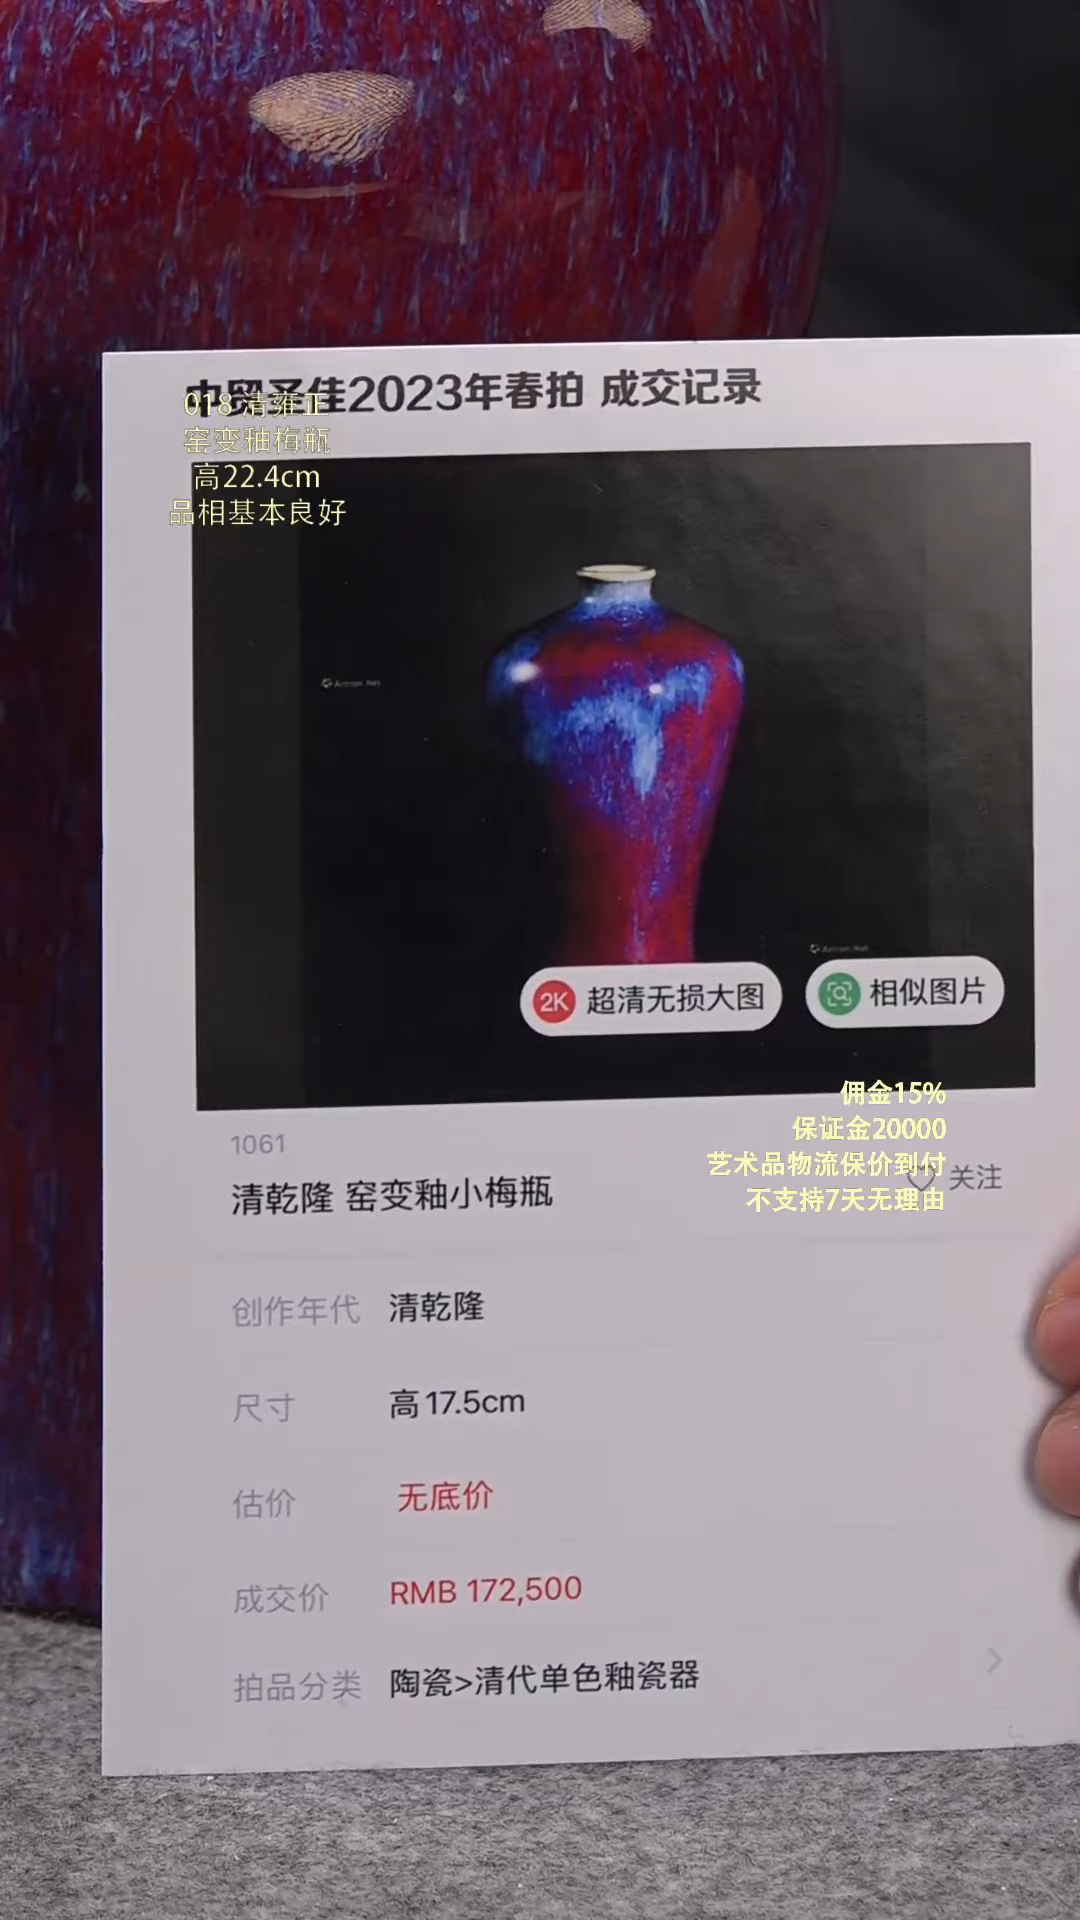 中贸圣佳2023年春拍 成交记录
018 清雍正
窑变釉梅瓶
高22.4cm
品相基本良好
Artron.Net
Artron.Net
2K 超清无损大图
相似图片
佣金15%
保证金20000
艺术品物流保价到付
不支持7天无理由
1061
关注
清乾隆 窑变釉小梅瓶
创作年代 清乾隆
尺寸 高17.5cm
估价 无底价
成交价 RMB 172,500
拍品分类 陶瓷>清代单色釉瓷器